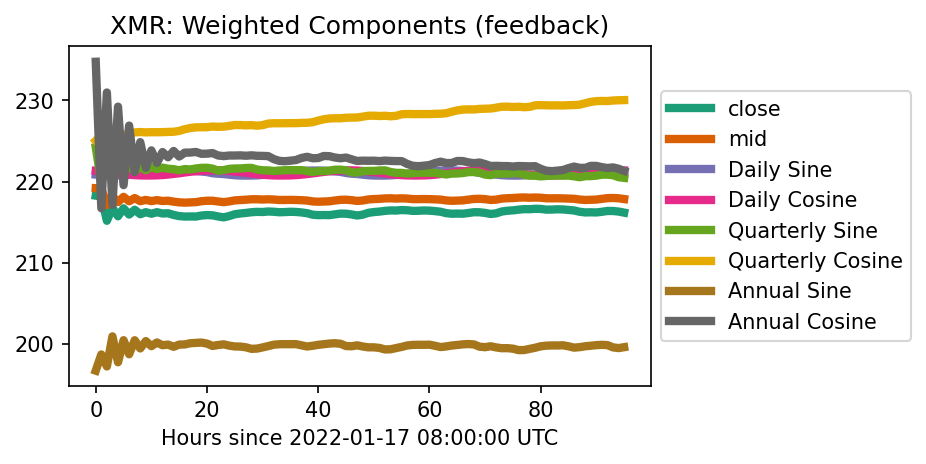 XMR: Weighted Components (feedback)
230
220
210
200
0 20 40 60 80
Hours since 2022-01-17 08:00:00 UTC
close
mid
Daily Sine
Daily Cosine
Quarterly Sine
Quarterly Cosine
Annual Sine
Annual Cosine